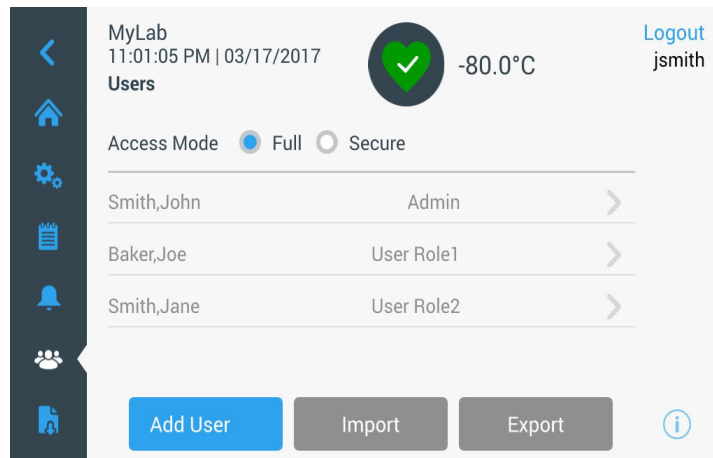 MyLab
11:01:05 PM | 03/17/2017
Users
-80.0°C
Logout
jsmith
Access Mode Full Secure
Smith,John Admin
Baker,Joe User Role1
Smith,Jane User Role2
Add User Import Export
i